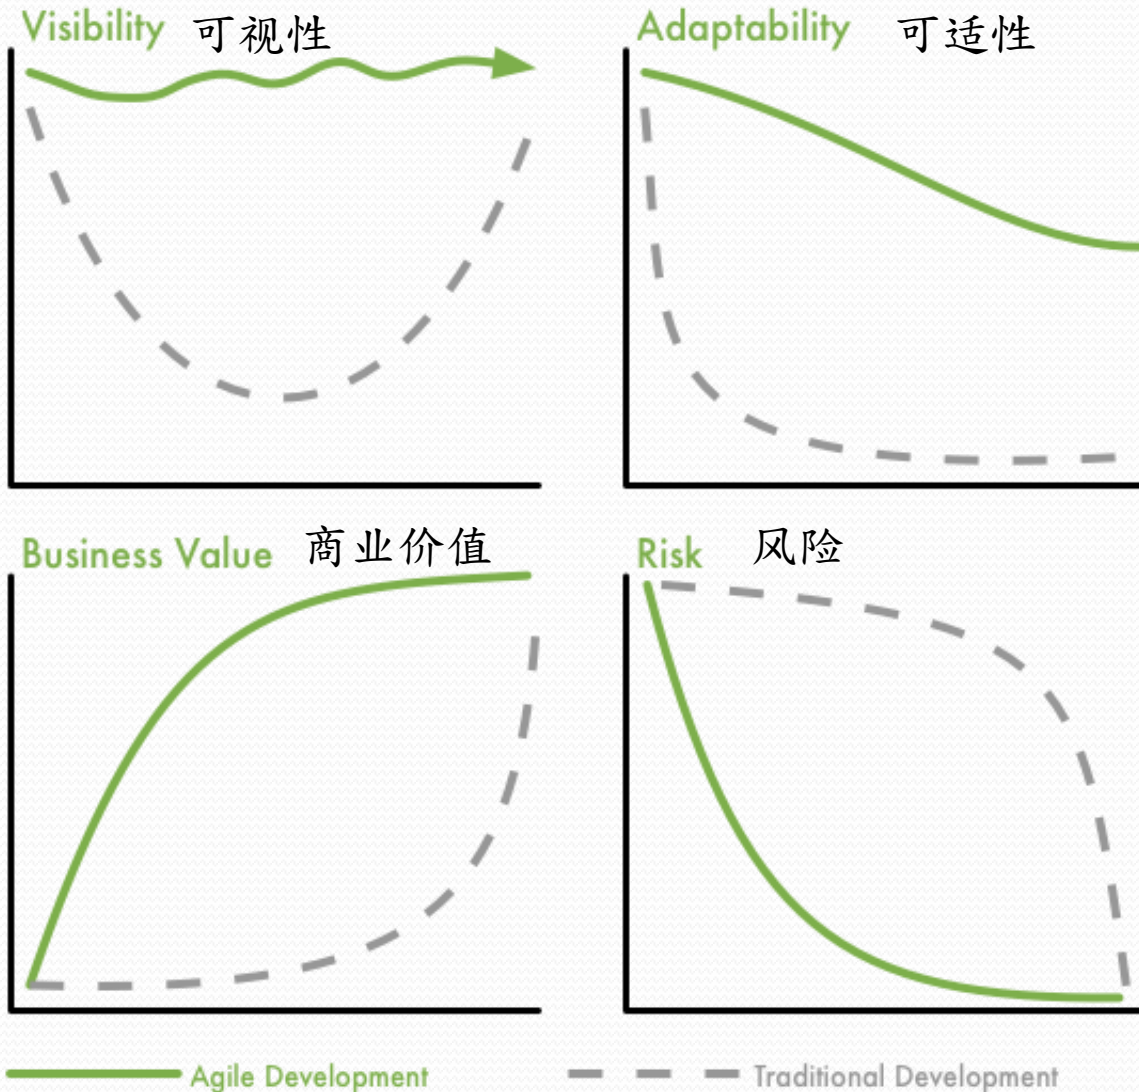 Visibility 可视性
Adaptability 可适性
Business Value 商业价值
Risk 风险
Agile Development
Traditional Development